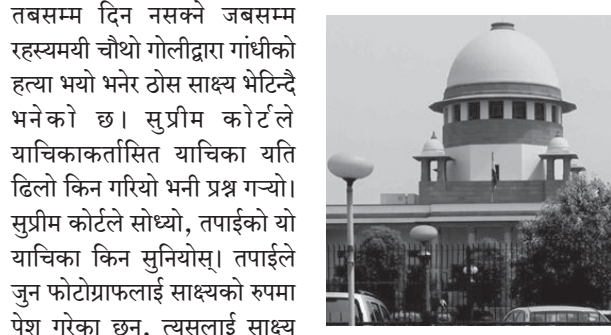 तबसम्म दिन नसक्ने जबसम्म
रहस्यमयी चौथो गोलीद्वारा गांधीको
हत्या भयो भनेर ठोस साक्ष्य भेटिन्दै
भनेको छ। सुप्रीम कोर्टले
याचिकाकर्तासित याचिका यति
ढिलो किन गरियो भनी प्रश्न गऱ्यो।
सुप्रीम कोर्टले सोध्यो, तपाईको यो
याचिका किन सुनियोस्। तपाईले
जुन फोटोग्राफलाई साक्ष्यको रुपमा
पेश गरेका छन्, त्यसलाई साक्ष्य